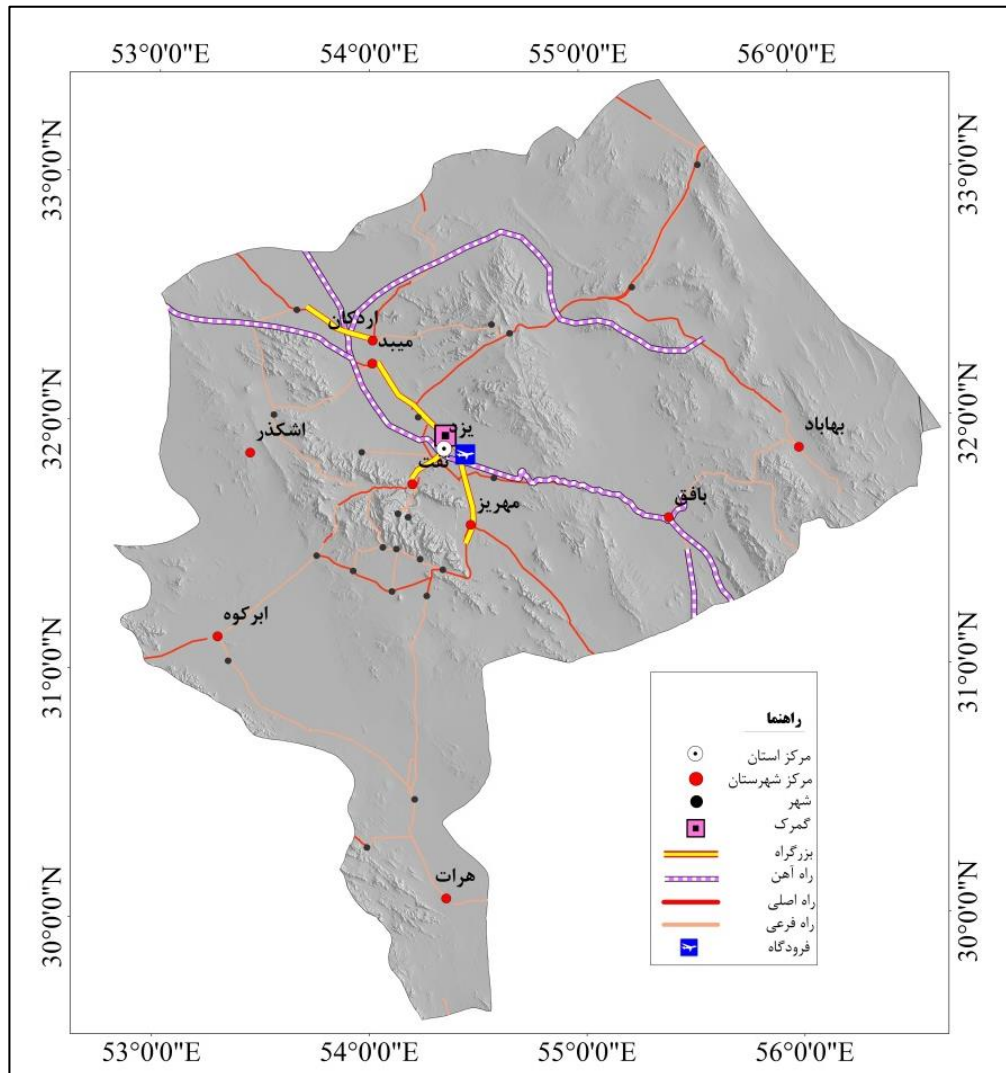 53°0'0"E 54°0'0"E 55°0'0"E 56°0'0"E
33°0'0"N
33°0'0"N
اردکان
میبد
32°0'0"N
32°0'0"N
یزد
اشکذر
بهاباد
تفت
بافق
مهریز
ابرکوه
31°0'0"N
31°0'0"N
راهنما
مرکز استان
مرکز شهرستان
شهر
گمرک
بزرگراه
راه آهن
راه اصلی
راه فرعی
فرودگاه
هرات
30°0'0"N
30°0'0"N
53°0'0"E 54°0'0"E 55°0'0"E 56°0'0"E